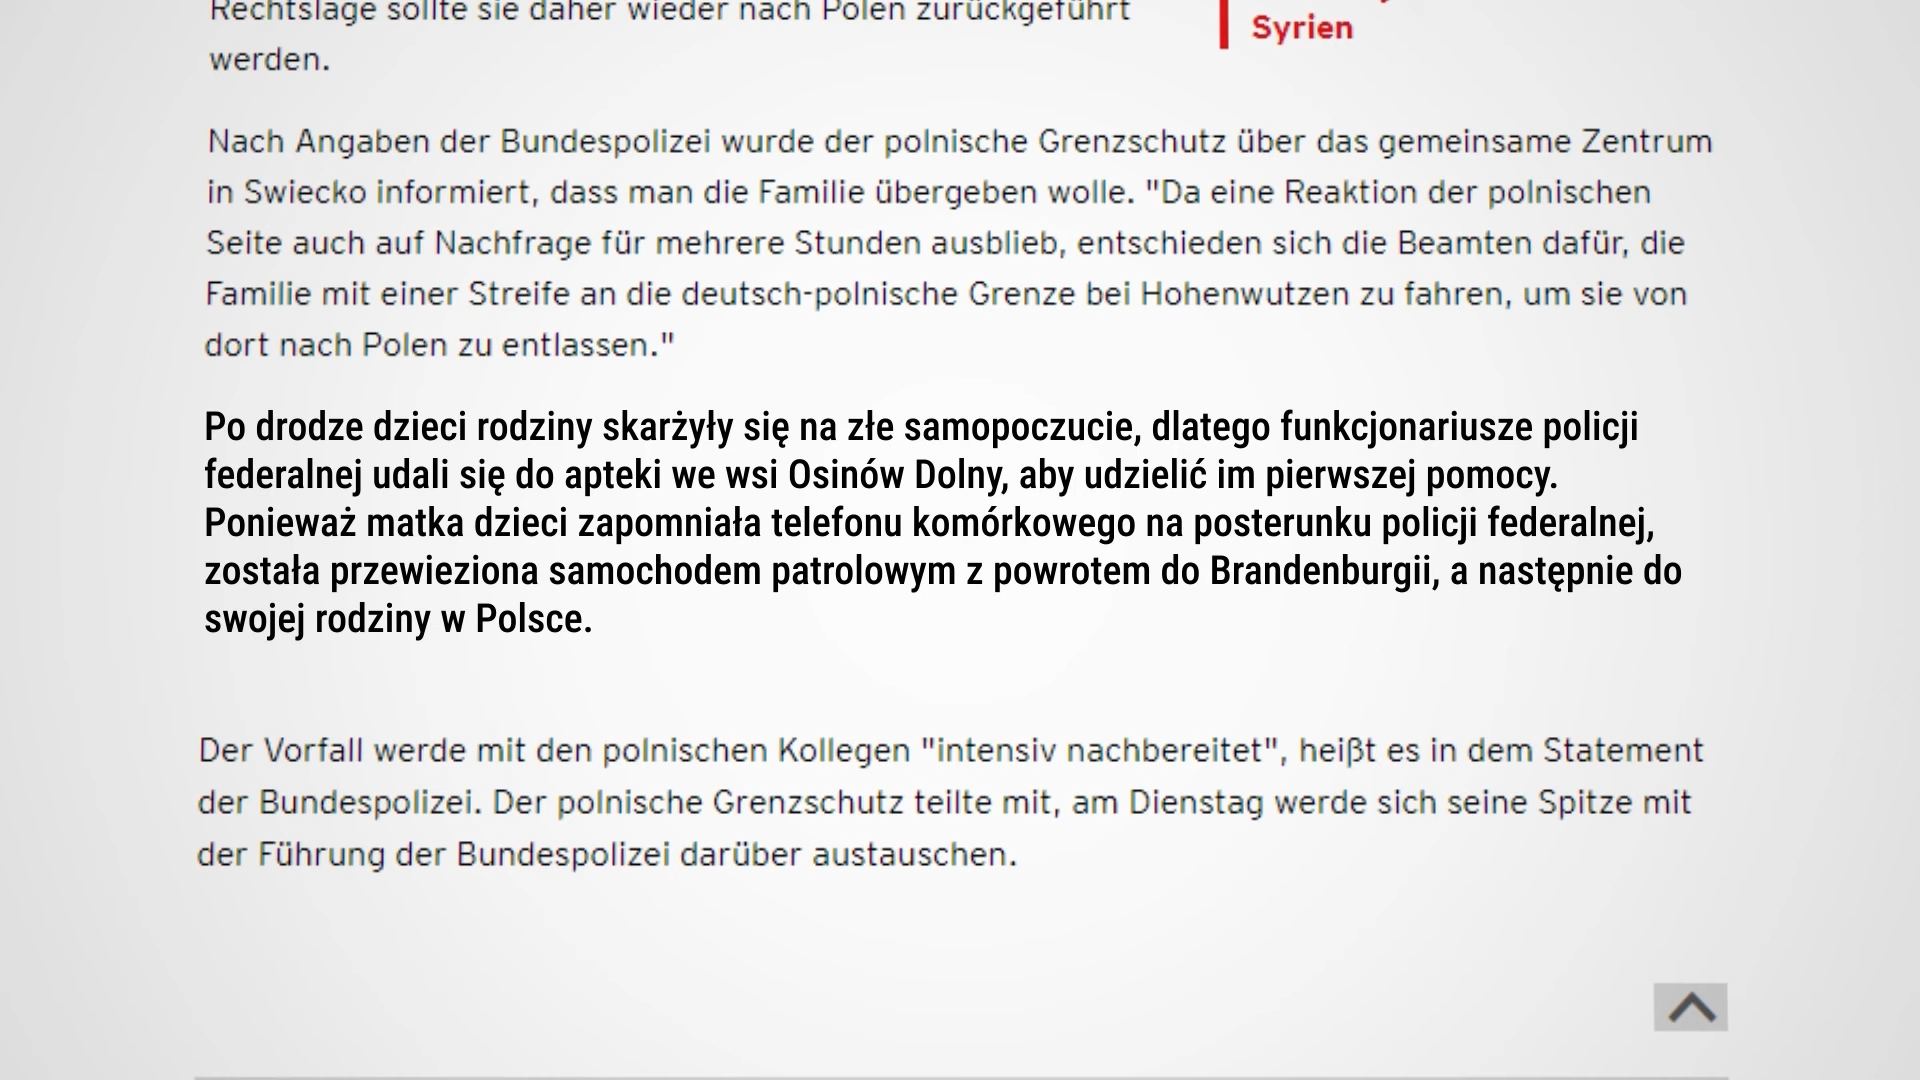 Rechtslage sollte sie daher wieder nach Polen zurückgeführt
werden.
Syrien
Nach Angaben der Bundespolizei wurde der polnische Grenzschutz über das gemeinsame Zentrum
in Swiecko informiert, dass man die Familie übergeben wolle. "Da eine Reaktion der polnischen
Seite auch auf Nachfrage für mehrere Stunden ausblieb, entschieden sich die Beamten dafür, die
Familie mit einer Streife an die deutsch-polnische Grenze bei Hohenwutzen zu fahren, um sie von
dort nach Polen zu entlassen."
Po drodze dzieci rodziny skarżyły się na złe samopoczucie, dlatego funkcjonariusze policji
federalnej udali się do apteki we wsi Osinów Dolny, aby udzielić im pierwszej pomocy.
Ponieważ matka dzieci zapomniała telefonu komórkowego na posterunku policji federalnej,
została przewieziona samochodem patrolowym z powrotem do Brandenburgii, a następnie do
swojej rodziny w Polsce.
Der Vorfall werde mit den polnischen Kollegen "intensiv nachbereitet", heißt es in dem Statement
der Bundespolizei. Der polnische Grenzschutz teilte mit, am Dienstag werde sich seine Spitze mit
der Führung der Bundespolizei darüber austauschen.